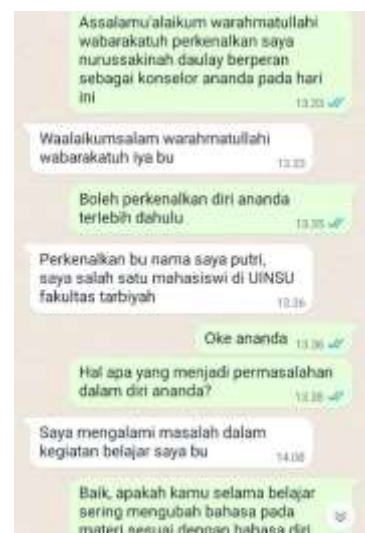 Assalamu'alaikum warahmatullahi
wabarakatuh perkenalkan saya
nurussakinah daulay berperan
sebagai konselor ananda pada hari
ini
13.33
Waalaikumsalam warahmatullahi
wabarakatuh iya bu
13.33
Boleh perkenalkan diri ananda
terlebih dahulu
13.35
Perkenalkan bu nama saya putri,
saya salah satu mahasiswi di UINSU
fakultas tarbiyah
13.36
Oke ananda 13.36
Hal apa yang menjadi permasalahan
dalam diri ananda?
13.38
Saya mengalami masalah dalam
kegiatan belajar saya bu
14.08
Baik, apakah kamu selama belajar
sering mengubah bahasa pada
materi sesuai dengan bahasa diri